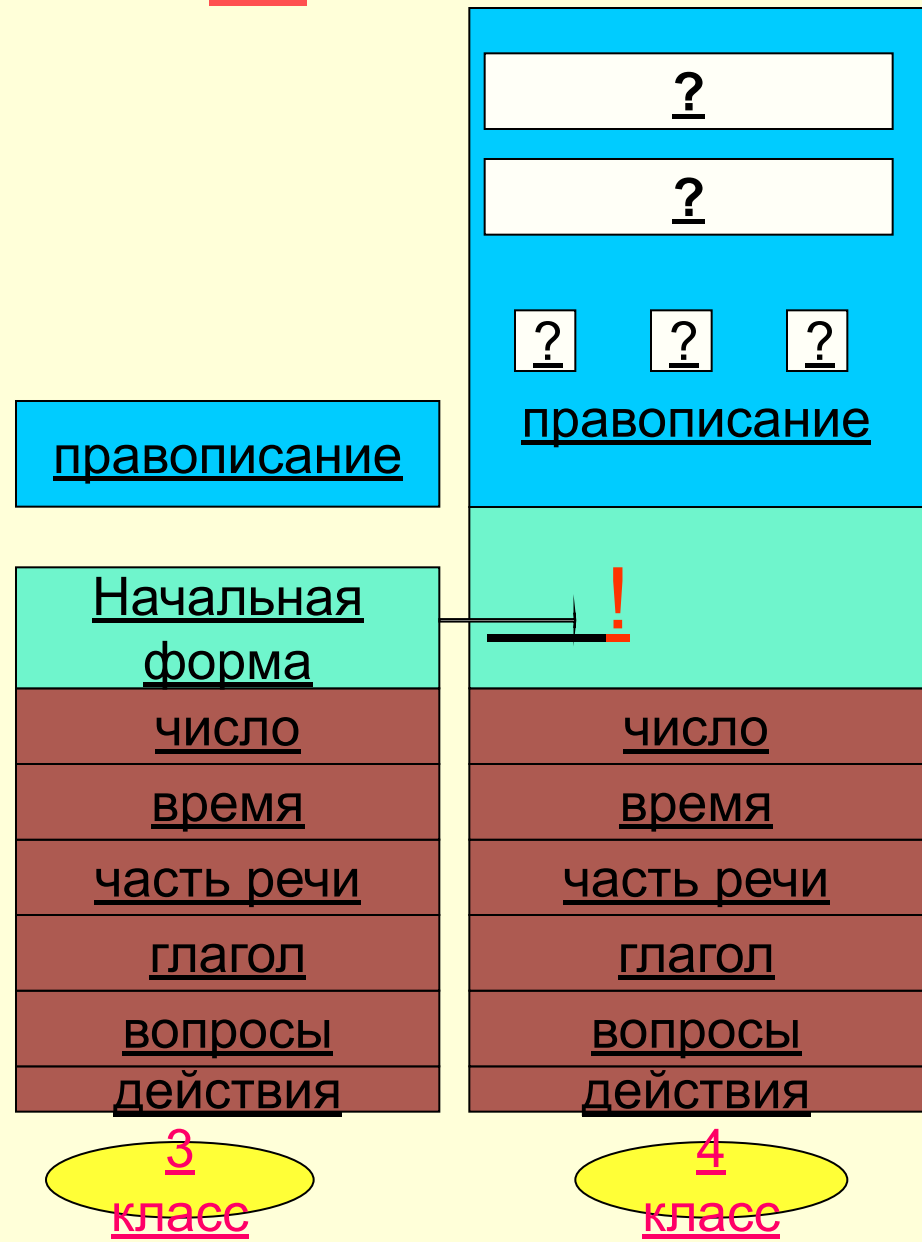 правописание
Начальная
форма
число
время
часть речи
глагол
вопросы
действия
3
класс
?
?
? ? ?
правописание
!
число
время
часть речи
глагол
вопросы
действия
4
класс